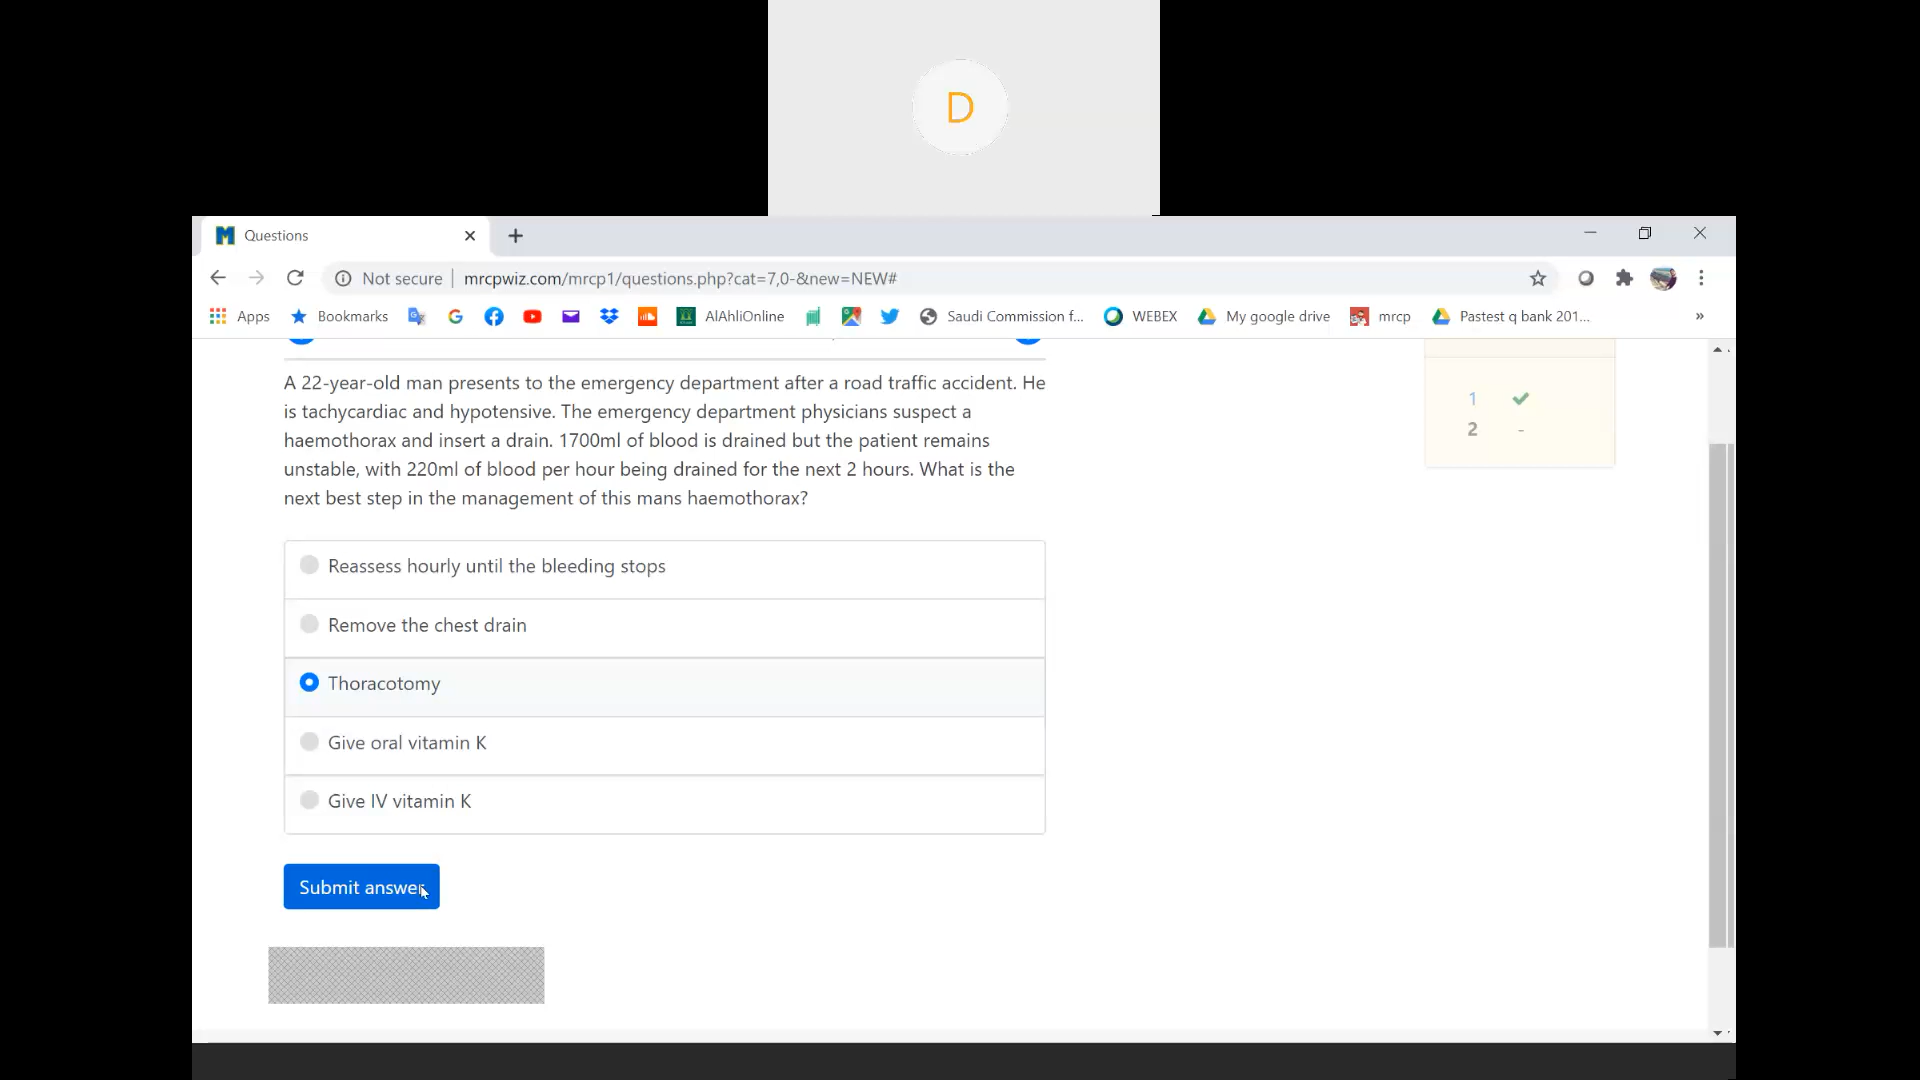 D
Questions
Not secure
mrcpwiz.com/mrcp1/questions.php?cat=7,0-&new=NEW#
Apps
Bookmarks
AlAhliOnline
Saudi Commission f...
WEBEX
My google drive
mrcp
Pastest q bank 201...
»
A 22-year-old man presents to the emergency department after a road traffic accident. He
is tachycardiac and hypotensive. The emergency department physicians suspect a
haemothorax and insert a drain. 1700ml of blood is drained but the patient remains
unstable, with 220ml of blood per hour being drained for the next 2 hours. What is the
next best step in the management of this mans haemothorax?
1
2 -
Reassess hourly until the bleeding stops
Remove the chest drain
Thoracotomy
Give oral vitamin K
Give IV vitamin K
Submit answer